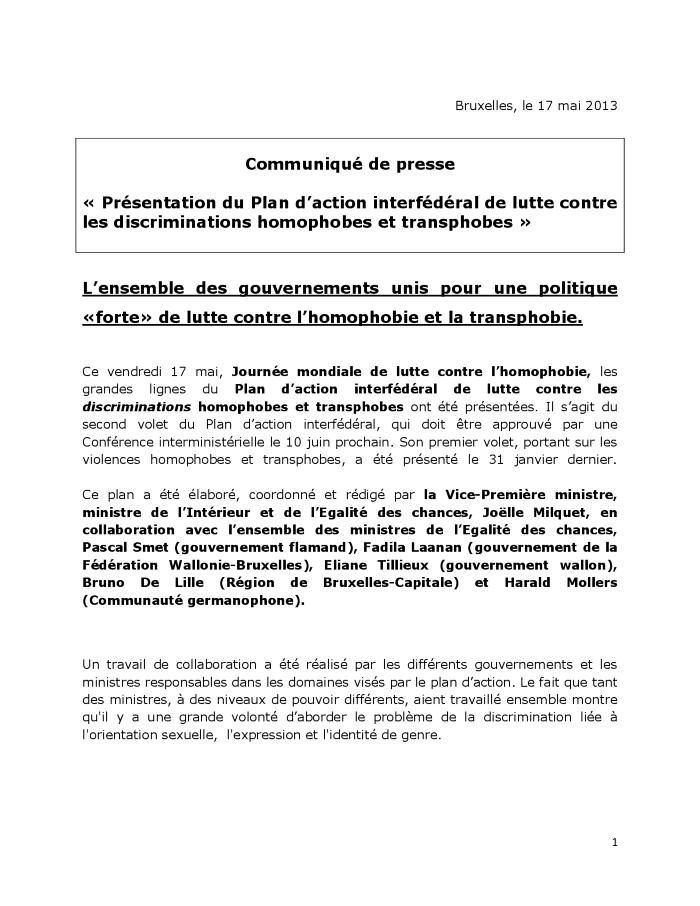 Bruxelles, le 17 mai 2013
Communiqué de presse
« Présentation du Plan d’action interfédéral de lutte contre
les discriminations homophobes et transphobes »
L’ensemble des gouvernements unis pour une politique
«forte» de lutte contre l’homophobie et la transphobie.
Ce vendredi 17 mai, Journée mondiale de lutte contre l’homophobie, les
grandes lignes du Plan d’action interfédéral de lutte contre les
discriminations homophobes et transphobes ont été présentées. Il s’agit du
second volet du Plan d’action interfédéral, qui doit être approuvé par une
Conférence interministérielle le 10 juin prochain. Son premier volet, portant sur les
violences homophobes et transphobes, a été présenté le 31 janvier dernier.
Ce plan a été élaboré, coordonné et rédigé par la Vice-Première ministre,
ministre de l’Intérieur et de l’Egalité des chances, Joëlle Milquet, en
collaboration avec l’ensemble des ministres de l’Egalité des chances,
Pascal Smet (gouvernement flamand), Fadila Laanan (gouvernement de la
Fédération Wallonie-Bruxelles), Eliane Tillieux (gouvernement wallon),
Bruno De Lille (Région de Bruxelles-Capitale) et Harald Mollers
(Communauté germanophone).
Un travail de collaboration a été réalisé par les différents gouvernements et les
ministres responsables dans les domaines visés par le plan d’action. Le fait que tant
des ministres, à des niveaux de pouvoir différents, aient travaillé ensemble montre
qu'il y a une grande volonté d’aborder le problème de la discrimination liée à
l'orientation sexuelle,  l'expression et l'identité de genre.
1